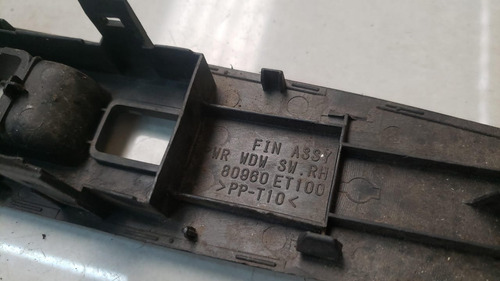 FIN ASSY
PWR WDW SW.RH
80960 ET100
>PP-T10<